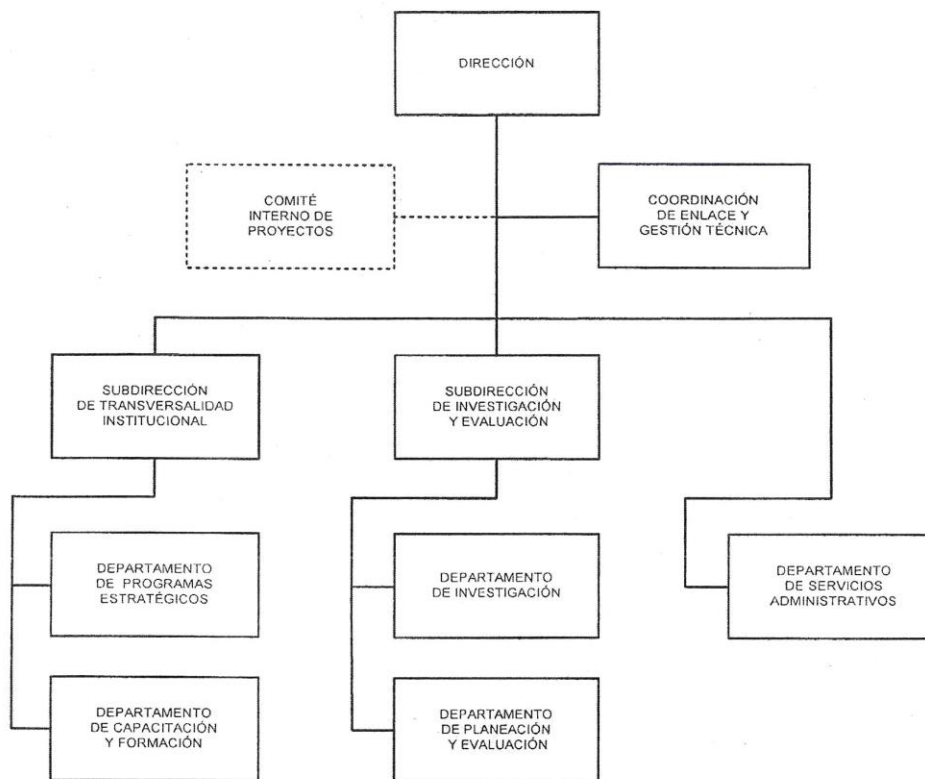 DIRECCIÓN
COMITÉ
INTERNO DE
PROYECTOS
COORDINACIÓN
DE ENLACE Y
GESTIÓN TÉCNICA
SUBDIRECCIÓN
DE TRANSVERSALIDAD
INSTITUCIONAL
SUBDIRECCIÓN
DE INVESTIGACIÓN
Y EVALUACIÓN
DEPARTAMENTO
DE PROGRAMAS
ESTRATÉGICOS
DEPARTAMENTO
DE INVESTIGACIÓN
DEPARTAMENTO
DE SERVICIOS
ADMINISTRATIVOS
DEPARTAMENTO
DE CAPACITACIÓN
Y FORMACIÓN
DEPARTAMENTO
DE PLANEACIÓN
Y EVALUACIÓN